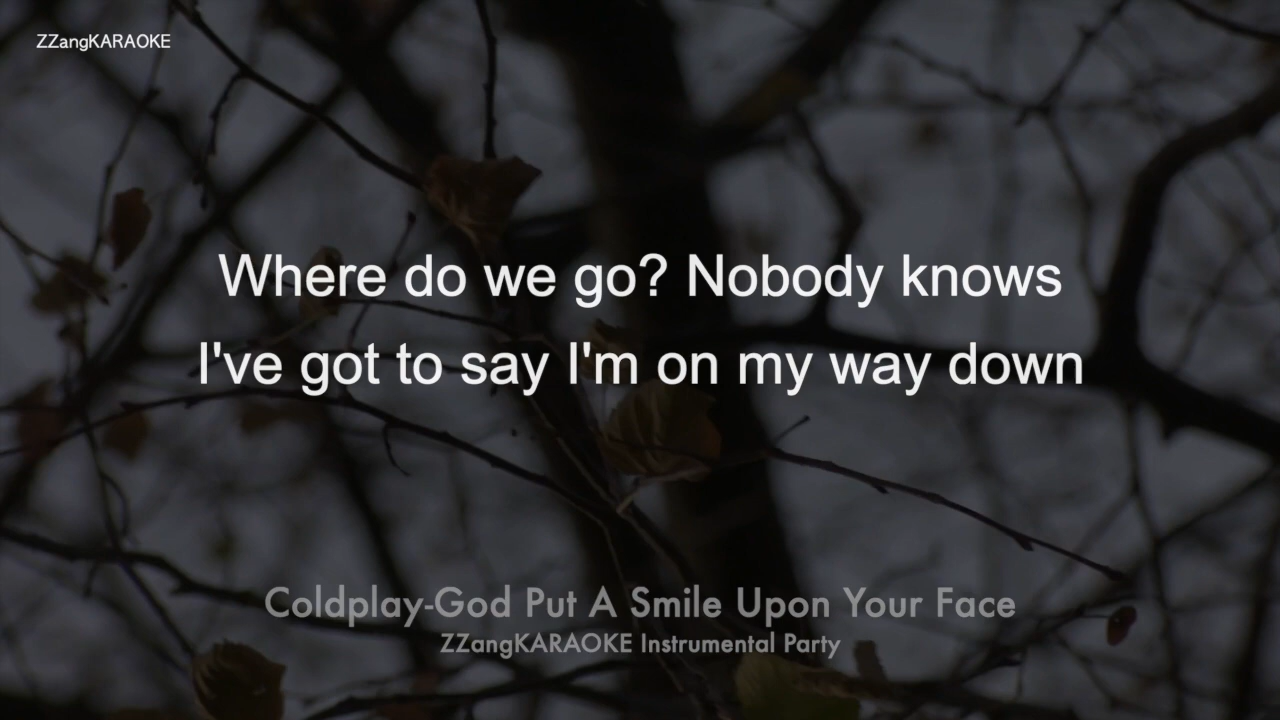 ZZangKARAOKE
Where do we go? Nobody knows
I've got to say I'm on my way down
Coldplay-God Put A Smile Upon Your Face
ZZangKARAOKE Instrumental Party